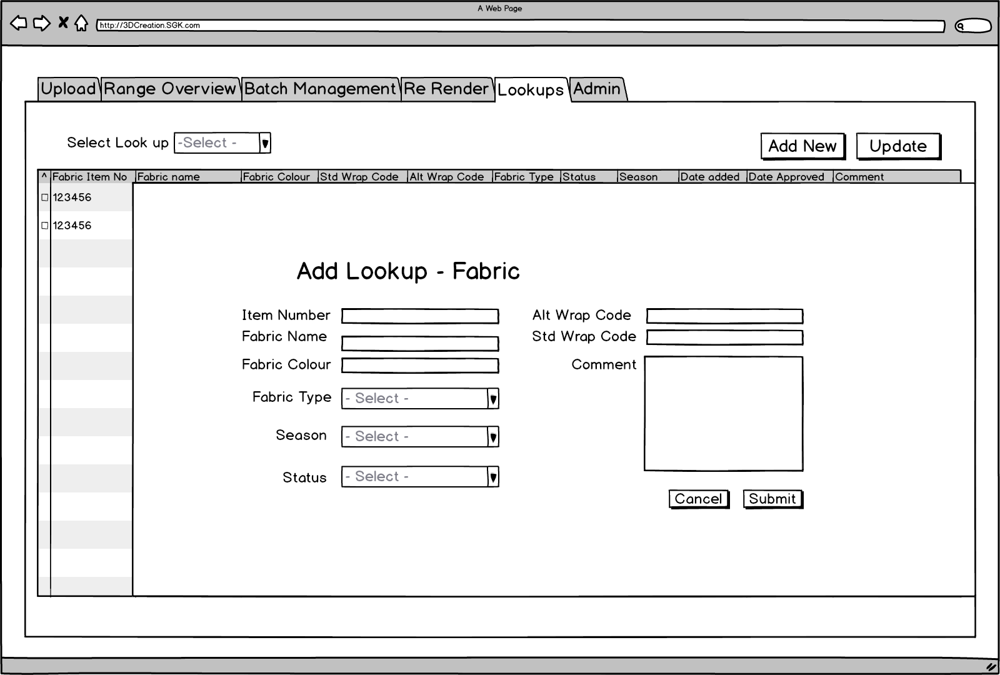 A Web Page
http://3DCreation.SGK.com
Upload Range Overview Batch Management Re Render Lookups Admin
Select Look up -Select - Add New Update
^ Fabric Item No Fabric name Fabric Colour Std Wrap Code Alt Wrap Code Fabric Type Status Season Date added Date Approved Comment
123456
123456
Add Lookup - Fabric
Item Number Alt Wrap Code
Fabric Name Std Wrap Code
Fabric Colour Comment
Fabric Type - Select -
Season - Select -
Status - Select -
Cancel Submit